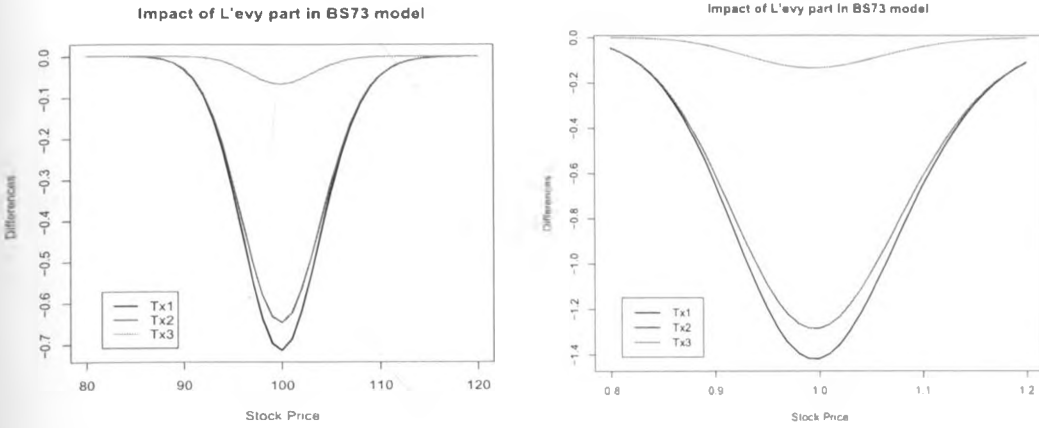 Impact of L'evy part in BS73 model
Differences
0.0
-0.1
-0.2
-0.3
-0.4
-0.5
-0.6
-0.7
Tx1
Tx2
Tx3
80
90
100
110
120
Stock Price
Impact of L'evy part in BS73 model
Differences
0.0
-0.2
-0.4
-0.6
-0.8
-1.0
-1.2
-1.4
Tx1
Tx2
Tx3
0.8
0.9
1.0
1.1
1.2
Stock Price